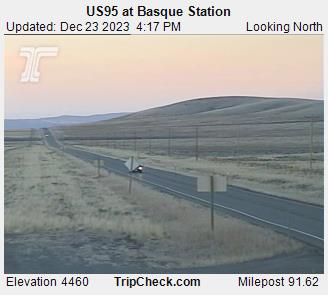 US95 at Basque Station
Updated: Dec 23 2023 4:17 PM Looking North
Elevation 4460 TripCheck.com Milepost 91.62